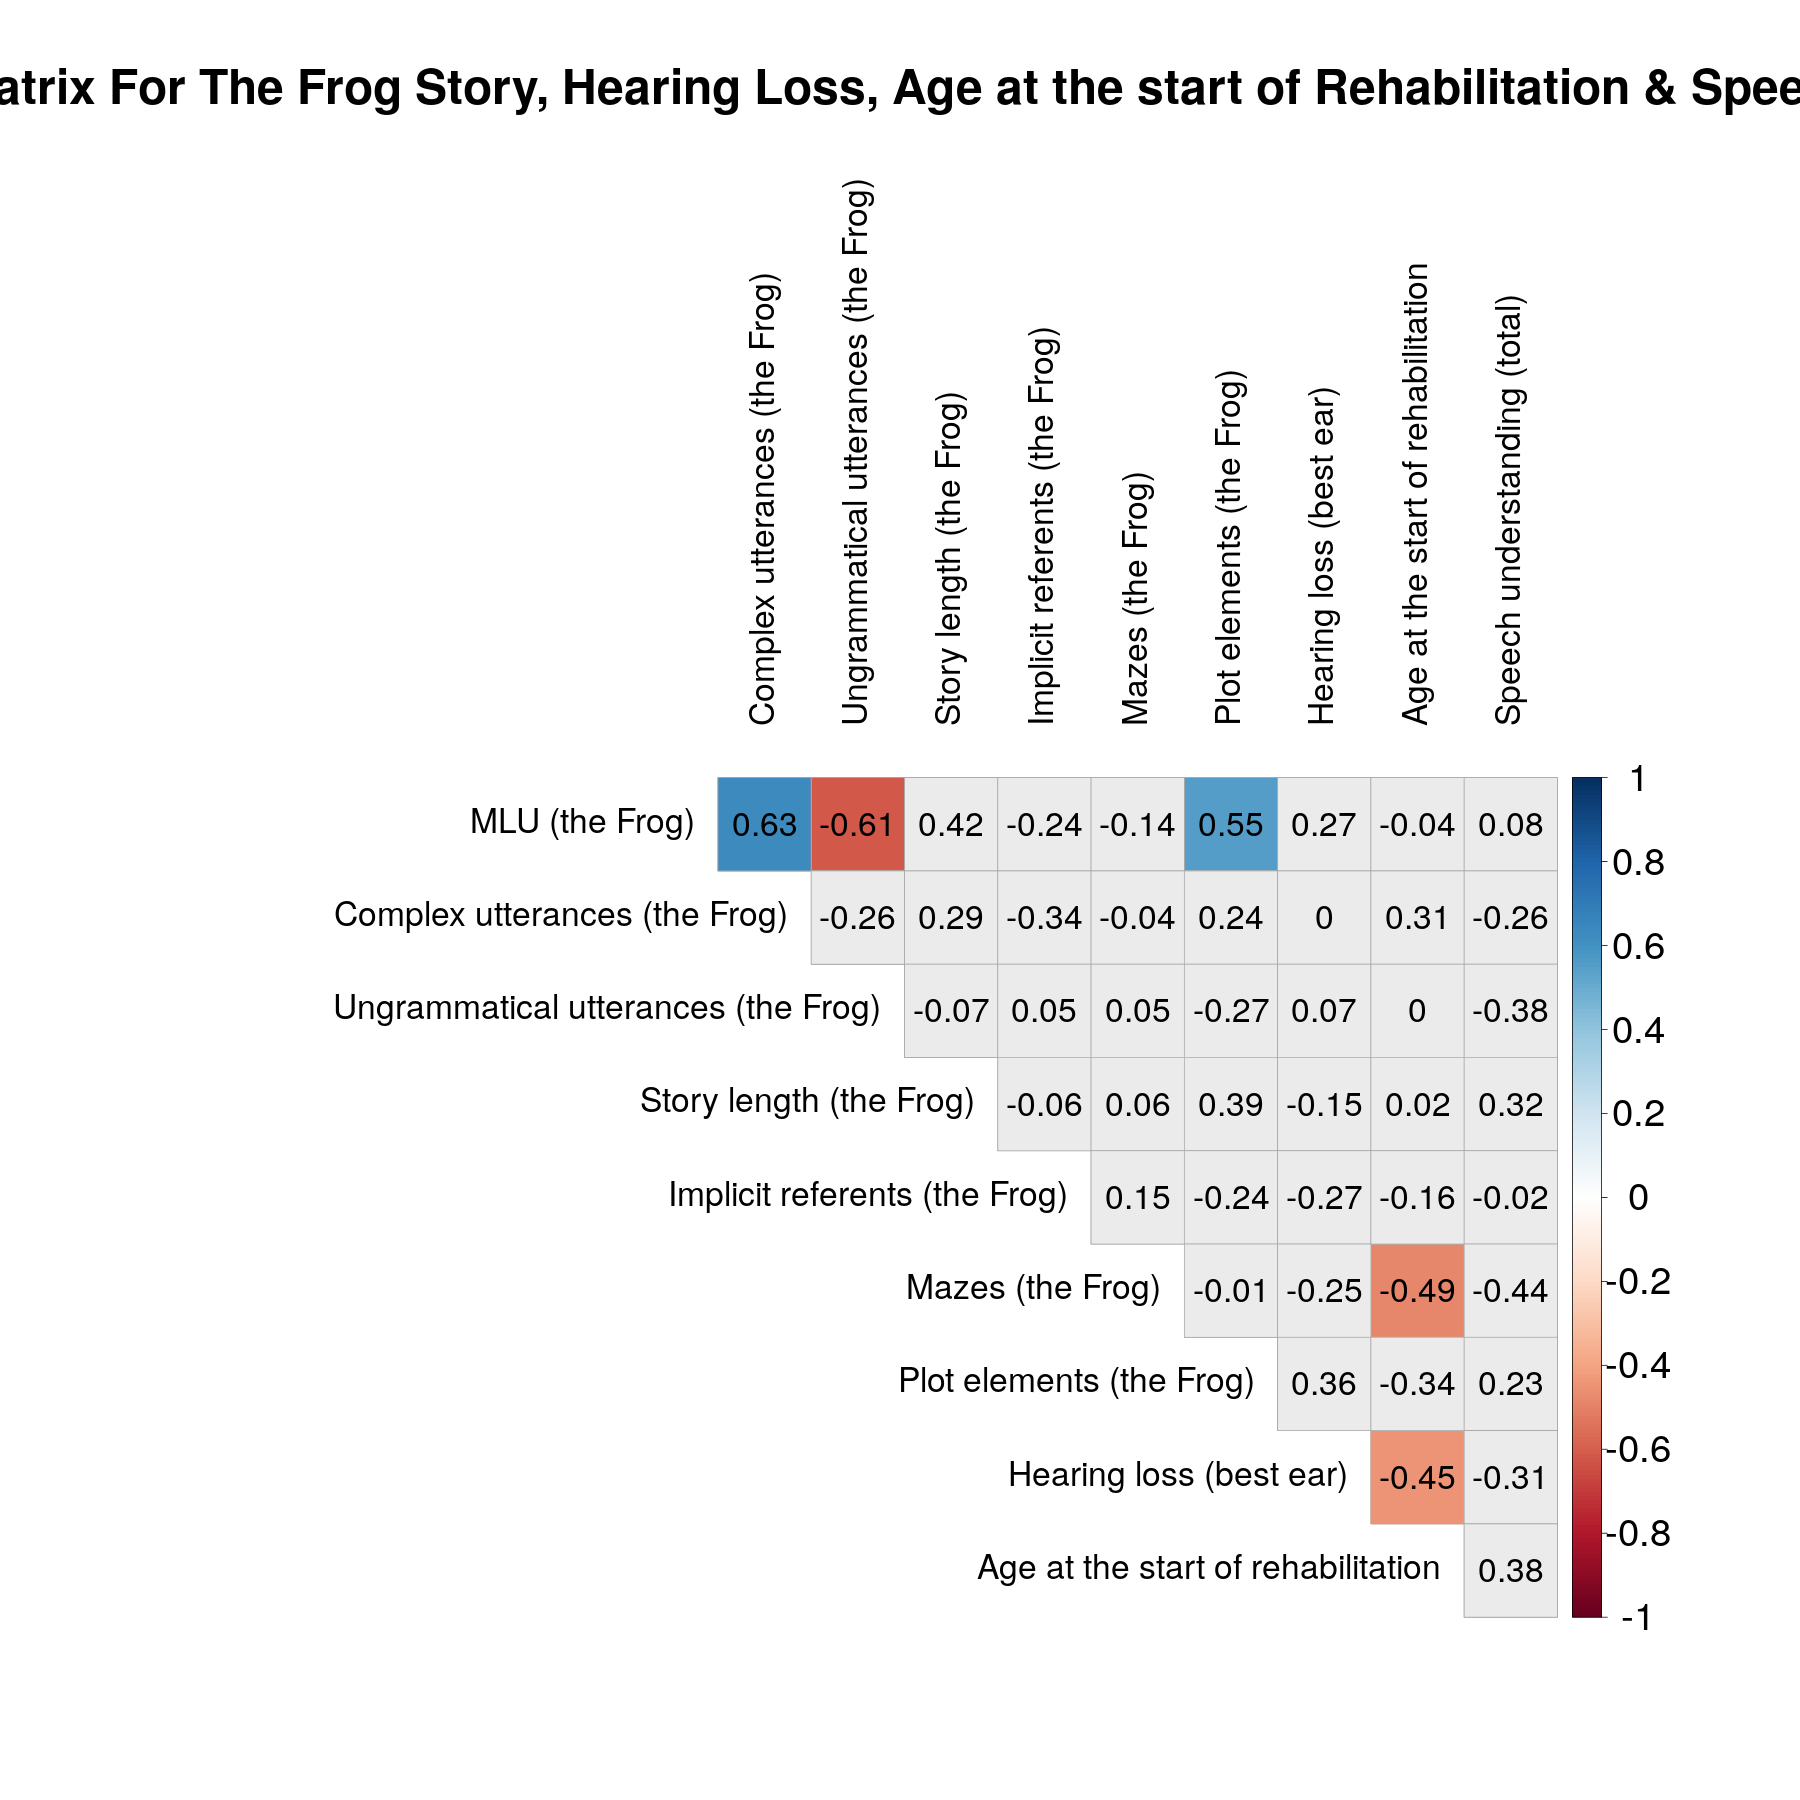 atrix For The Frog Story, Hearing Loss, Age at the start of Rehabilitation & Spee
Complex utterances (the Frog)
Ungrammatical utterances (the Frog)
Story length (the Frog)
Implicit referents (the Frog)
Mazes (the Frog)
Plot elements (the Frog)
Hearing loss (best ear)
Age at the start of rehabilitation
Speech understanding (total)
MLU (the Frog) 0.63 -0.61 0.42 -0.24 -0.14 0.55 0.27 -0.04 0.08
Complex utterances (the Frog) -0.26 0.29 -0.34 -0.04 0.24 0 0.31 -0.26
Ungrammatical utterances (the Frog) -0.07 0.05 0.05 -0.27 0.07 0 -0.38
Story length (the Frog) -0.06 0.06 0.39 -0.15 0.02 0.32
Implicit referents (the Frog) 0.15 -0.24 -0.27 -0.16 -0.02
Mazes (the Frog) -0.01 -0.25 -0.49 -0.44
Plot elements (the Frog) 0.36 -0.34 0.23
Hearing loss (best ear) -0.45 -0.31
Age at the start of rehabilitation 0.38
1
0.8
0.6
0.4
0.2
0
-0.2
-0.4
-0.6
-0.8
-1